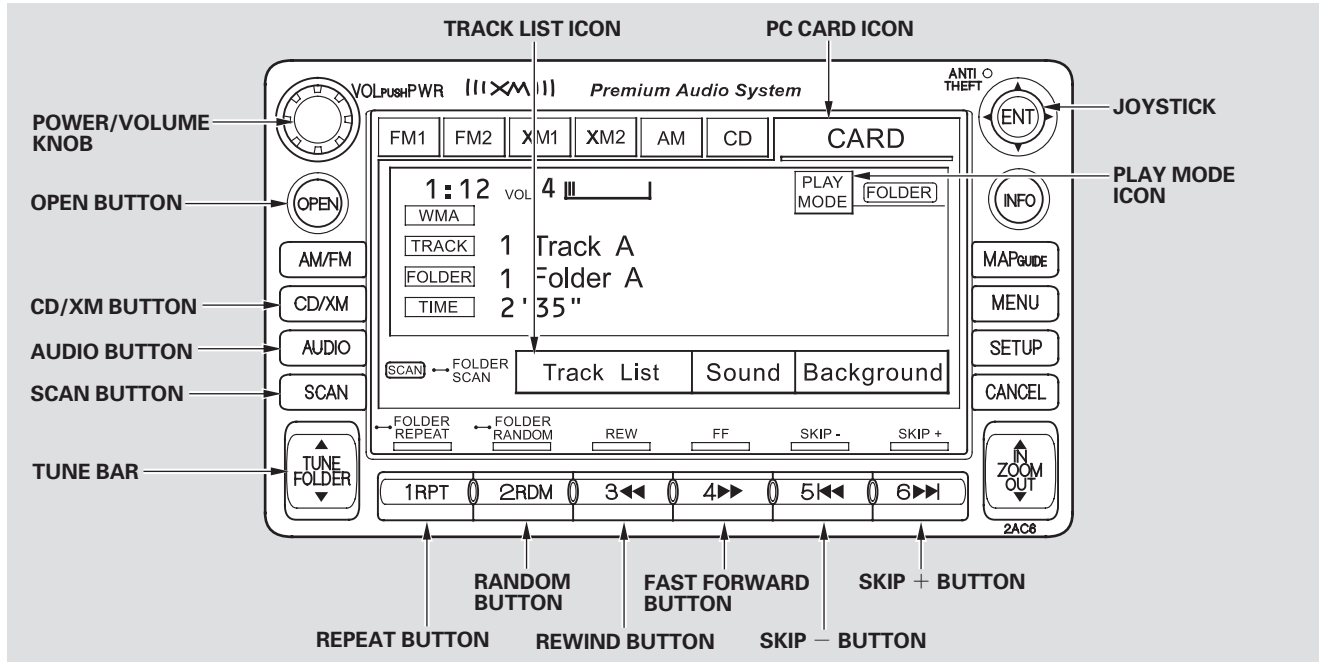 TRACK LIST ICON
PC CARD ICON
POWER/VOLUME
KNOB
OPEN BUTTON
CD/XM BUTTON
AUDIO BUTTON
SCAN BUTTON
TUNE BAR
JOYSTICK
PLAY MODE
ICON
VOL PUSH PWR
XM
Premium Audio System
ANTI
THEFT
ENT
OPEN
INFO
AM/FM
CD/XM
AUDIO
SCAN
TUNE
FOLDER
MAP GUIDE
MENU
SETUP
CANCEL
IN
ZOOM
OUT
2AC6
FM1 FM2 XM1 XM2 AM CD CARD
1:12 VOL 4
PLAY
MODE
FOLDER
WMA
TRACK 1 Track A
FOLDER 1 Folder A
TIME 2'35"
SCAN FOLDER
SCAN
Track List Sound Background
FOLDER
REPEAT
FOLDER
RANDOM
REW FF SKIP - SKIP +
1RPT 2RDM 3◀◀ 4▶▶ 5|◀◀ 6▶▶|
RANDOM
BUTTON
FAST FORWARD
BUTTON
SKIP + BUTTON
REPEAT BUTTON
REWIND BUTTON
SKIP − BUTTON